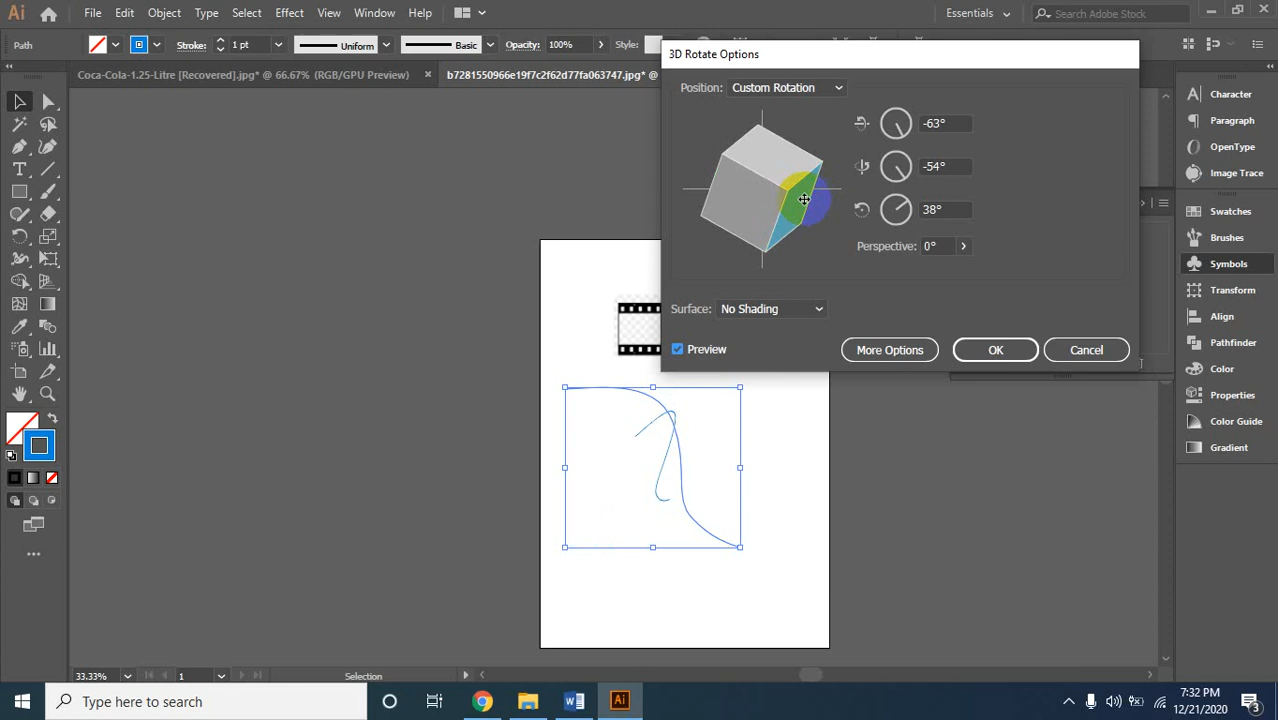 Ai File Edit Object Type Select Effect View Window Help Essentials Search Adobe Stock
Path Stroke: 1 pt Uniform Basic Opacity: 100% Style:
Coca-Cola-1.25-Litre [Recovered].jpg* @ 66.67% (RGB/GPU Preview) × b7281550966e19f7c2f62d77fa063747.jpg* @
3D Rotate Options
Position: Custom Rotation
-63°
-54°
38°
Perspective: 0°
Surface: No Shading
Preview More Options OK Cancel
Character
Paragraph
OpenType
Image Trace
Swatches
Brushes
Symbols
Transform
Align
Pathfinder
Color
Properties
Color Guide
Gradient
33.33% 1 Selection
Type here to search
Ai
7:32 PM
12/21/2020
3